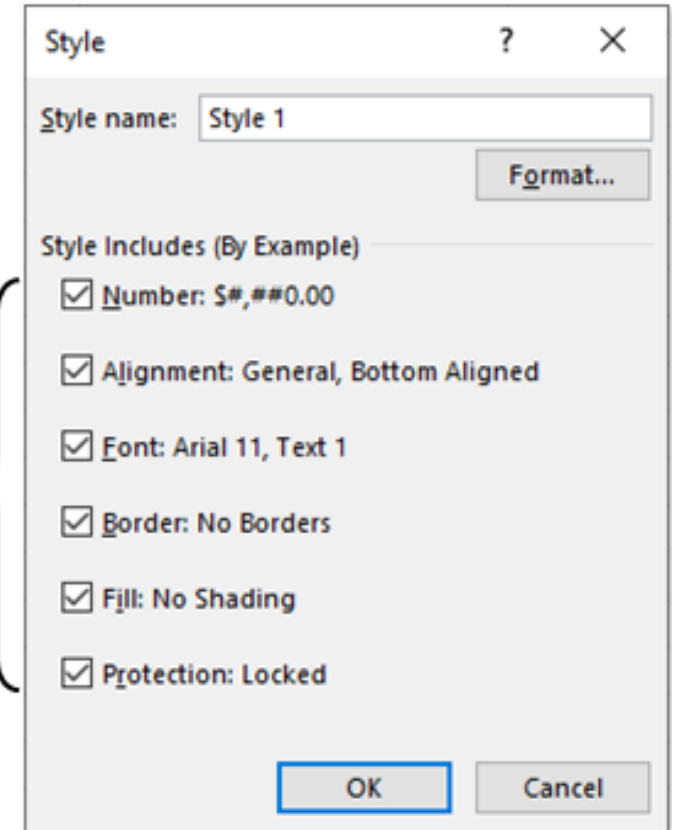 Style ?
Style name: Style 1
Format...
Style Includes (By Example)
Number: $#,##0.00
Alignment: General, Bottom Aligned
Font: Arial 11, Text 1
Border: No Borders
Fill: No Shading
Protection: Locked
OK Cancel